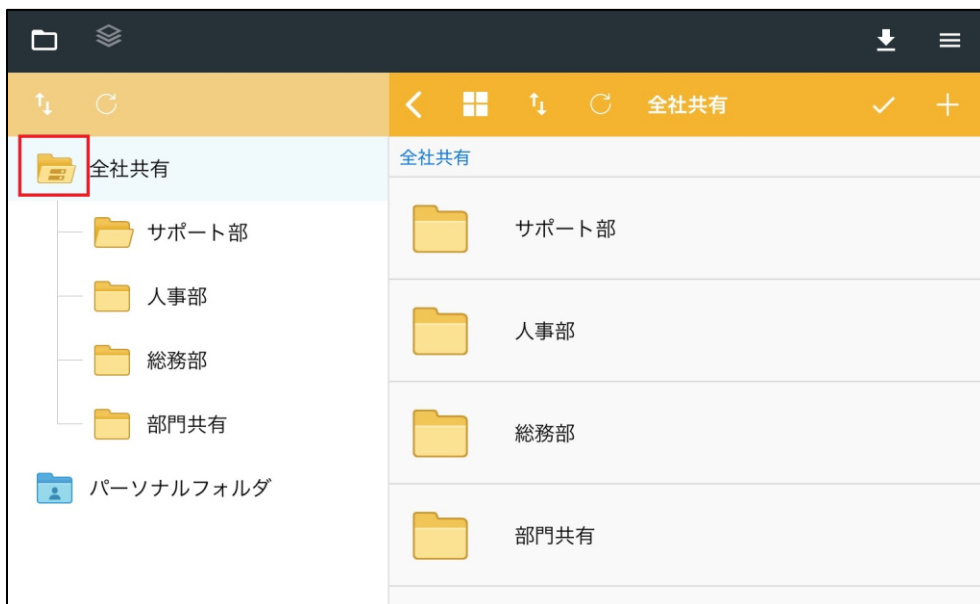 全社共有
全社共有
サポート部
人事部
総務部
部門共有
パーソナルフォルダ
全社共有
サポート部
人事部
総務部
部門共有